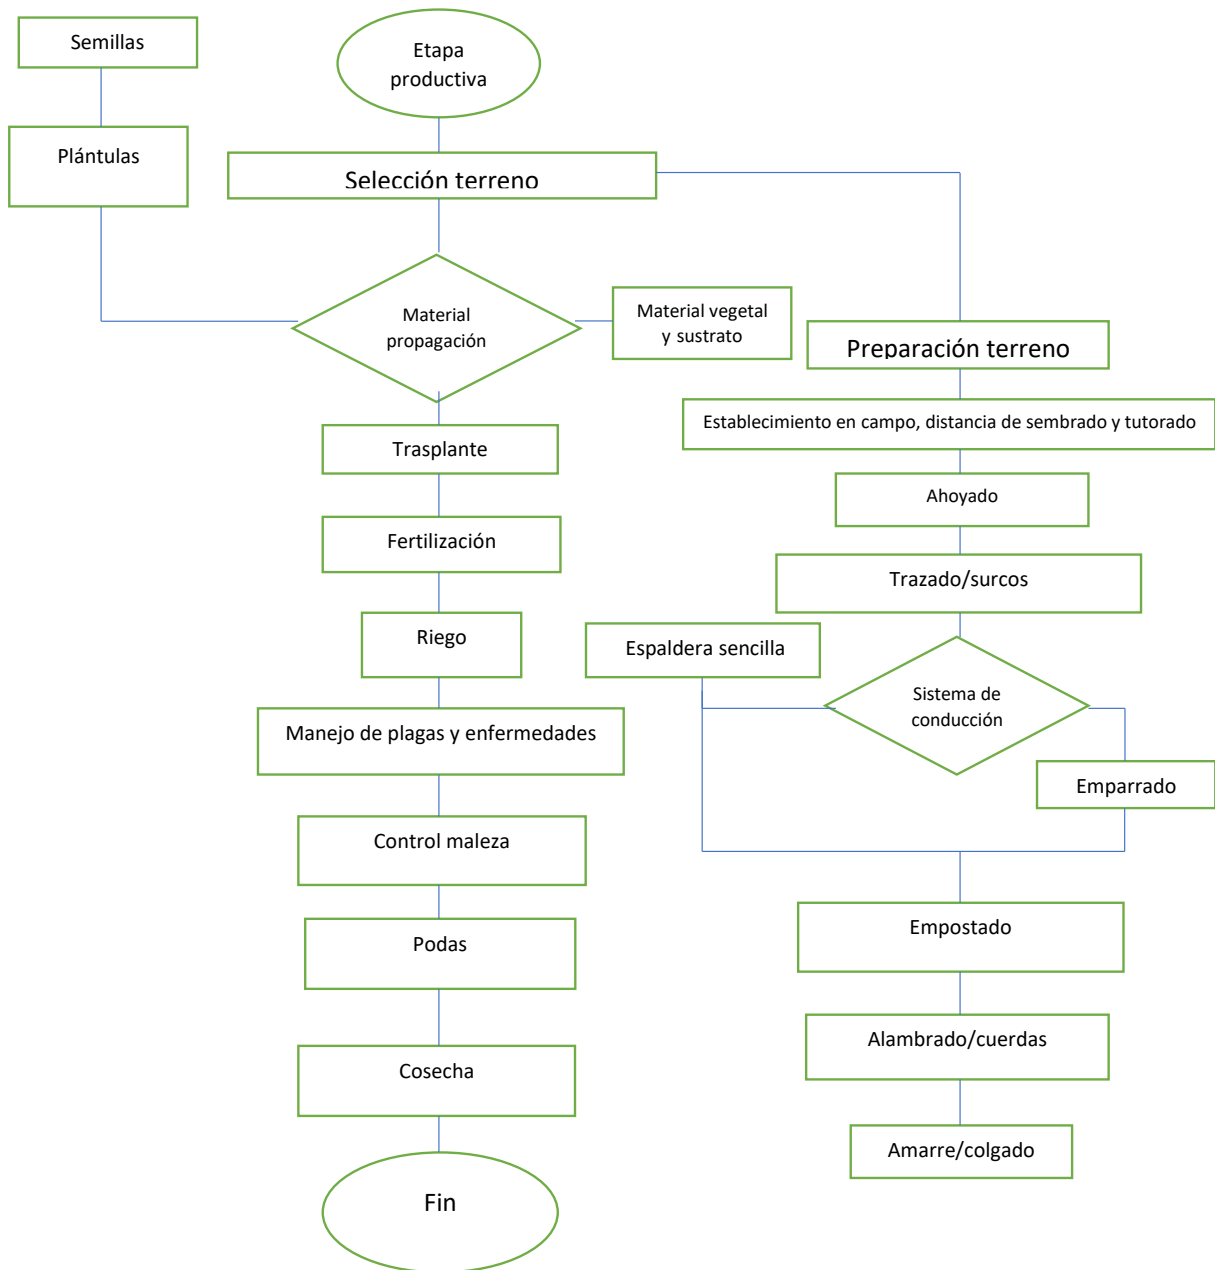 Semillas
Etapa
productiva
Plántulas
Selección terreno
Material
propagación
Material vegetal
y sustrato
Preparación terreno
Establecimiento en campo, distancia de sembrado y tutorado
Trasplante
Ahoyado
Fertilización
Trazado/surcos
Riego
Espaldera sencilla
Sistema de
conducción
Manejo de plagas y enfermedades
Emparrado
Control maleza
Empostado
Podas
Alambrado/cuerdas
Cosecha
Amarre/colgado
Fin